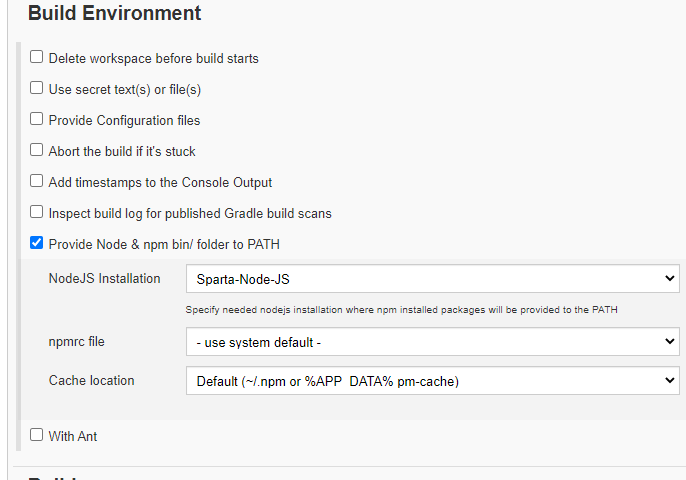 Build Environment
Delete workspace before build starts
Use secret text(s) or file(s)
Provide Configuration files
Abort the build if it's stuck
Add timestamps to the Console Output
Inspect build log for published Gradle build scans
Provide Node & npm bin/ folder to PATH
NodeJS Installation
Sparta-Node-JS
Specify needed nodejs installation where npm installed packages will be provided to the PATH
npmrc file
- use system default -
Cache location
Default (~/.npm or %APP_DATA% pm-cache)
With Ant